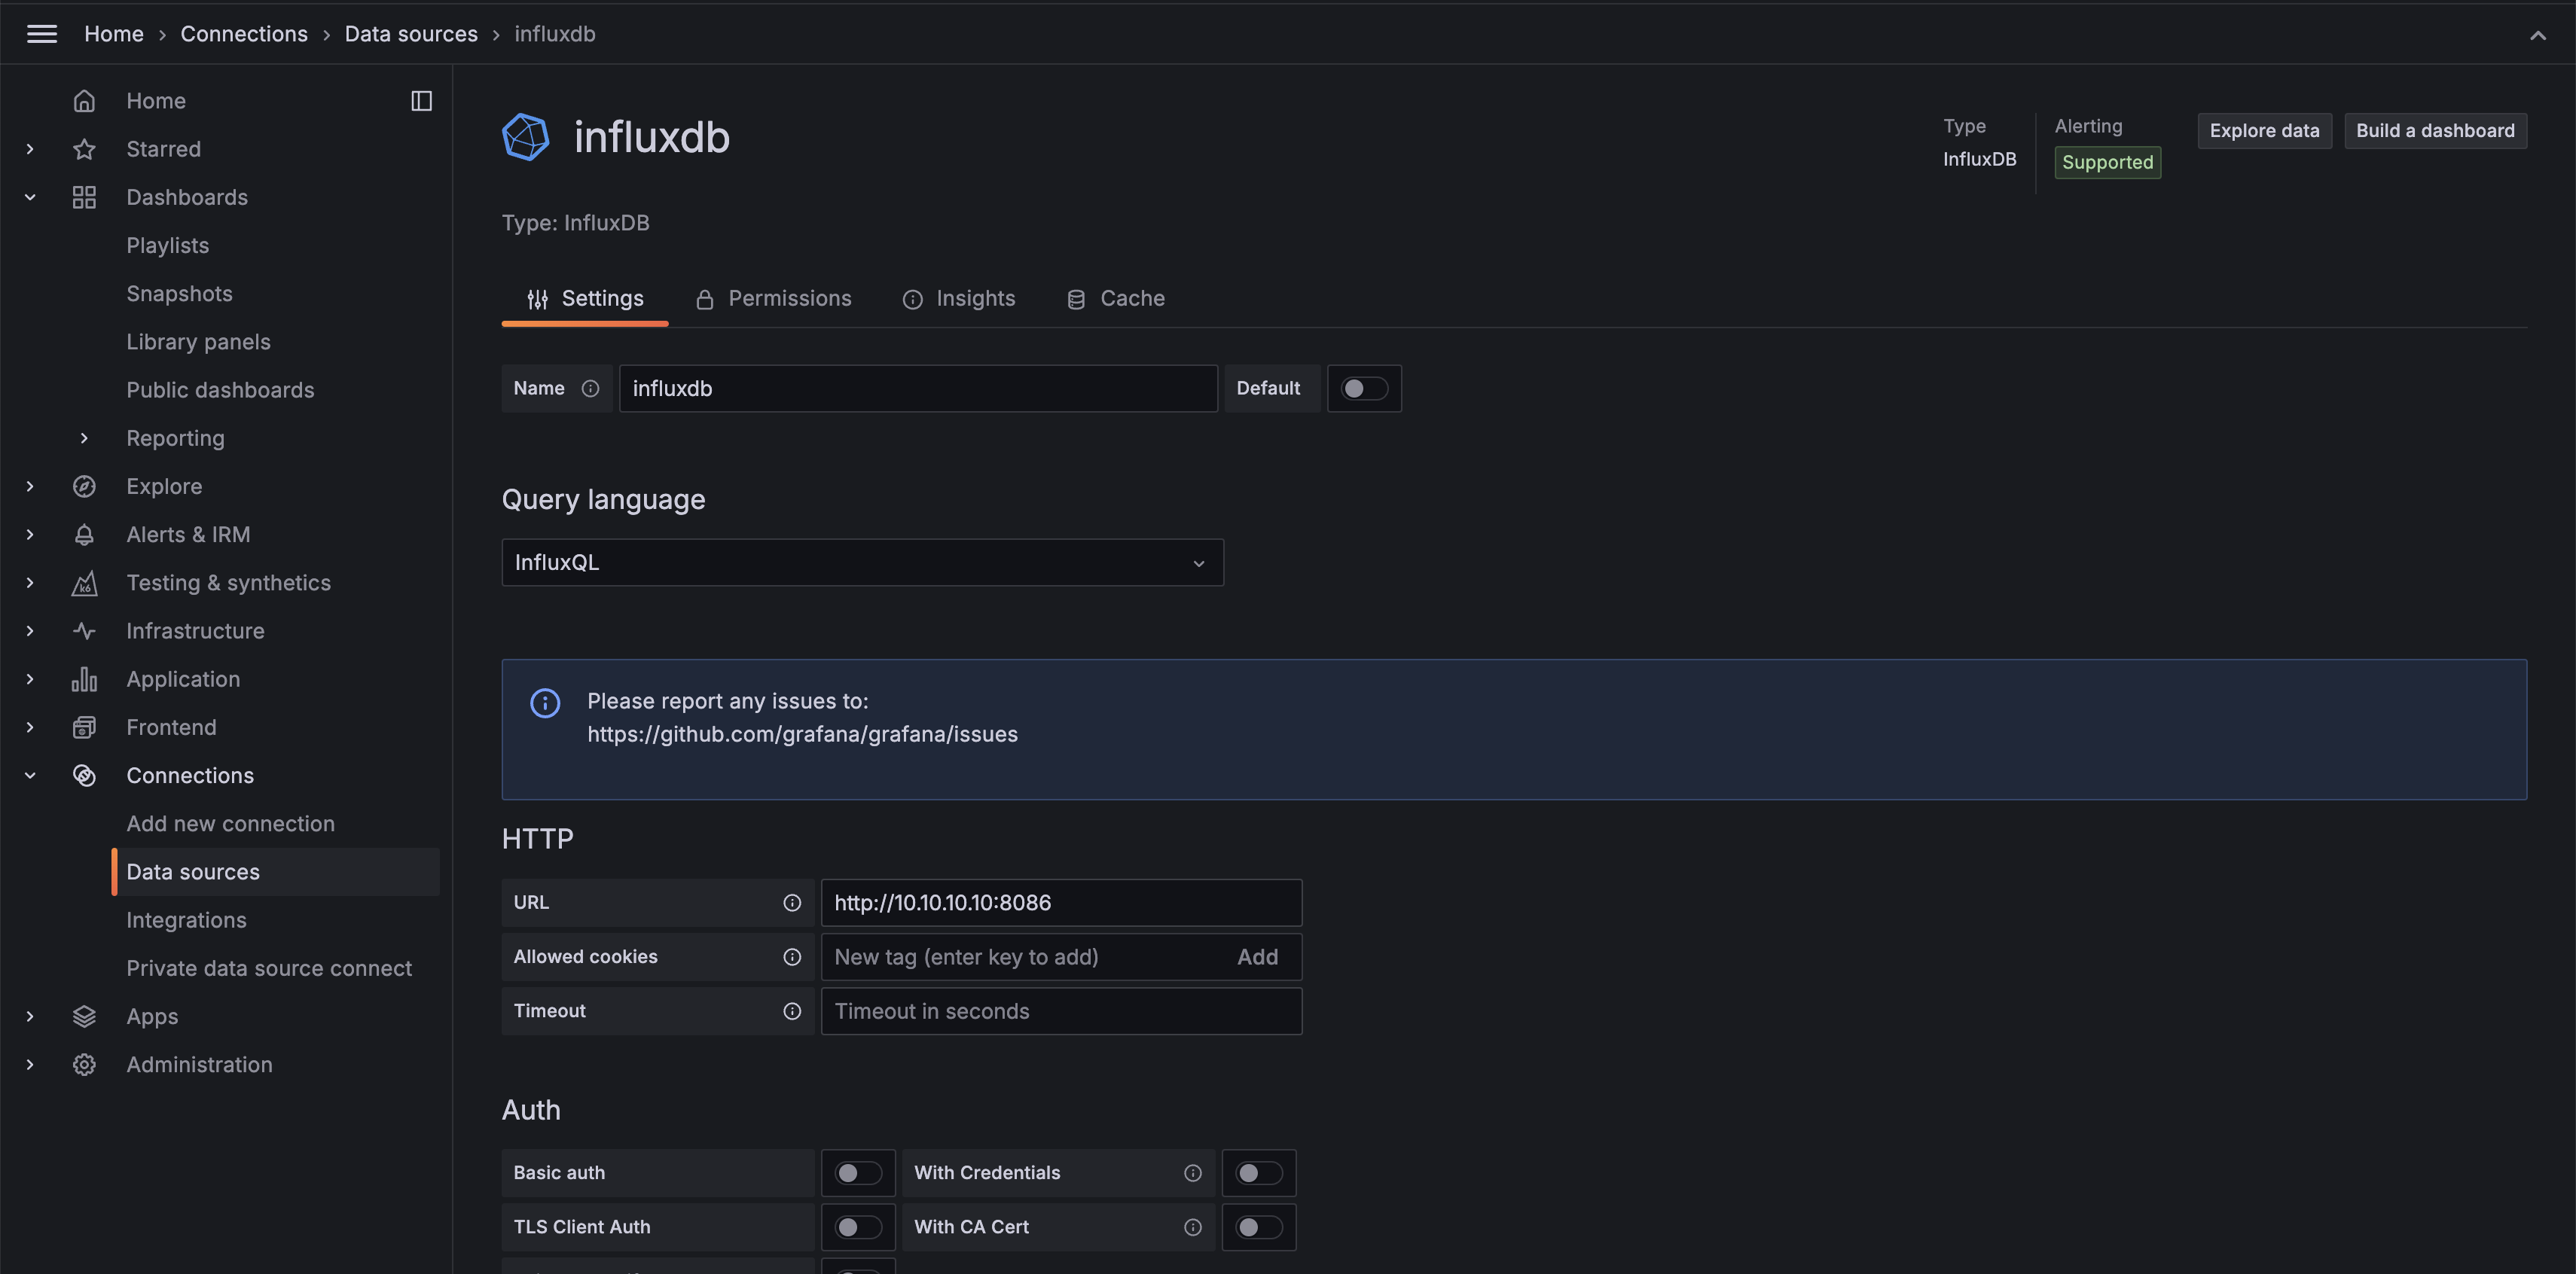 Home › Connections › Data sources › influxdb
Home
Starred
Dashboards
Playlists
Snapshots
Library panels
Public dashboards
Reporting
Explore
Alerts & IRM
Testing & synthetics
Infrastructure
Application
Frontend
Connections
Add new connection
Data sources
Integrations
Private data source connect
Apps
Administration
influxdb
Type
InfluxDB
Alerting
Supported
Explore data
Build a dashboard
Type: InfluxDB
Settings
Permissions
Insights
Cache
Name
influxdb
Default
Query language
InfluxQL
Please report any issues to:
https://github.com/grafana/grafana/issues
HTTP
URL
http://10.10.10.10:8086
Allowed cookies
New tag (enter key to add)
Add
Timeout
Timeout in seconds
Auth
Basic auth
With Credentials
TLS Client Auth
With CA Cert